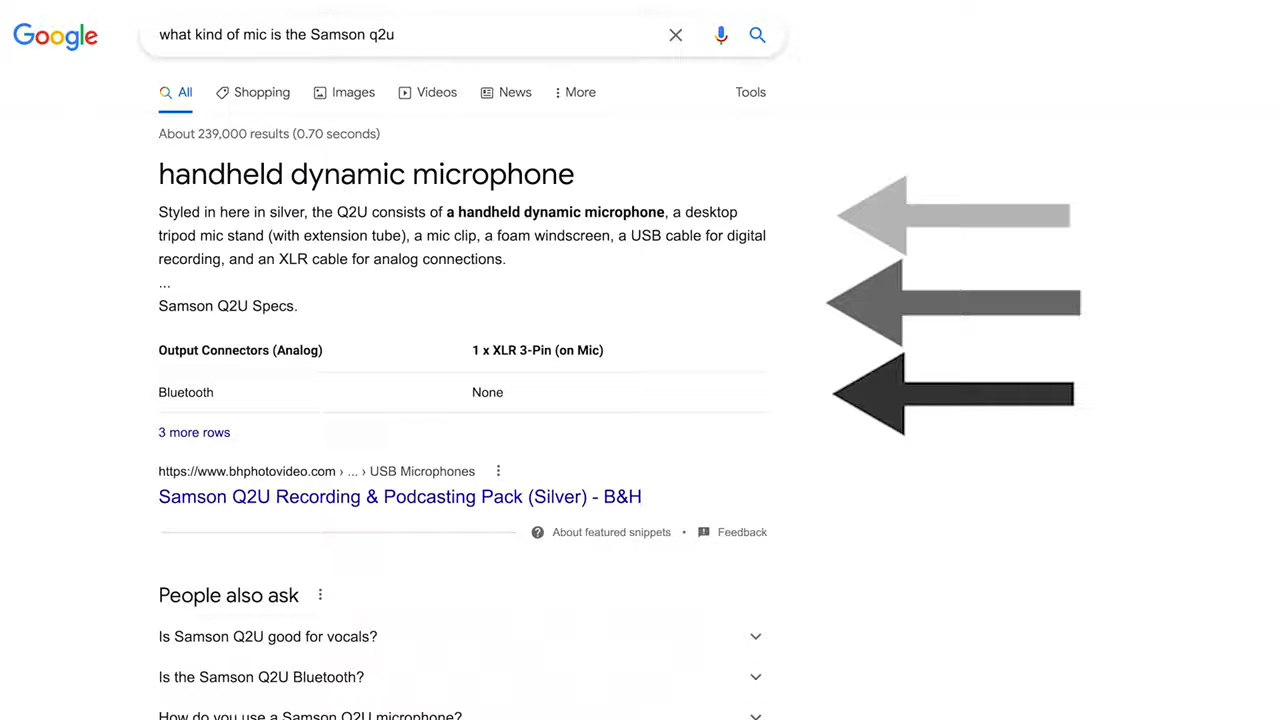 Google
what kind of mic is the Samson q2u
All Shopping Images Videos News More Tools
About 239,000 results (0.70 seconds)
handheld dynamic microphone
Styled in here in silver, the Q2U consists of a handheld dynamic microphone, a desktop
tripod mic stand (with extension tube), a mic clip, a foam windscreen, a USB cable for digital
recording, and an XLR cable for analog connections.
...
Samson Q2U Specs.
Output Connectors (Analog) 1 x XLR 3-Pin (on Mic)
Bluetooth None
3 more rows
https://www.bhphotovideo.com › ... › USB Microphones
Samson Q2U Recording & Podcasting Pack (Silver) - B&H
About featured snippets • Feedback
People also ask
Is Samson Q2U good for vocals?
Is the Samson Q2U Bluetooth?
How do you use a Samson Q2U microphone?